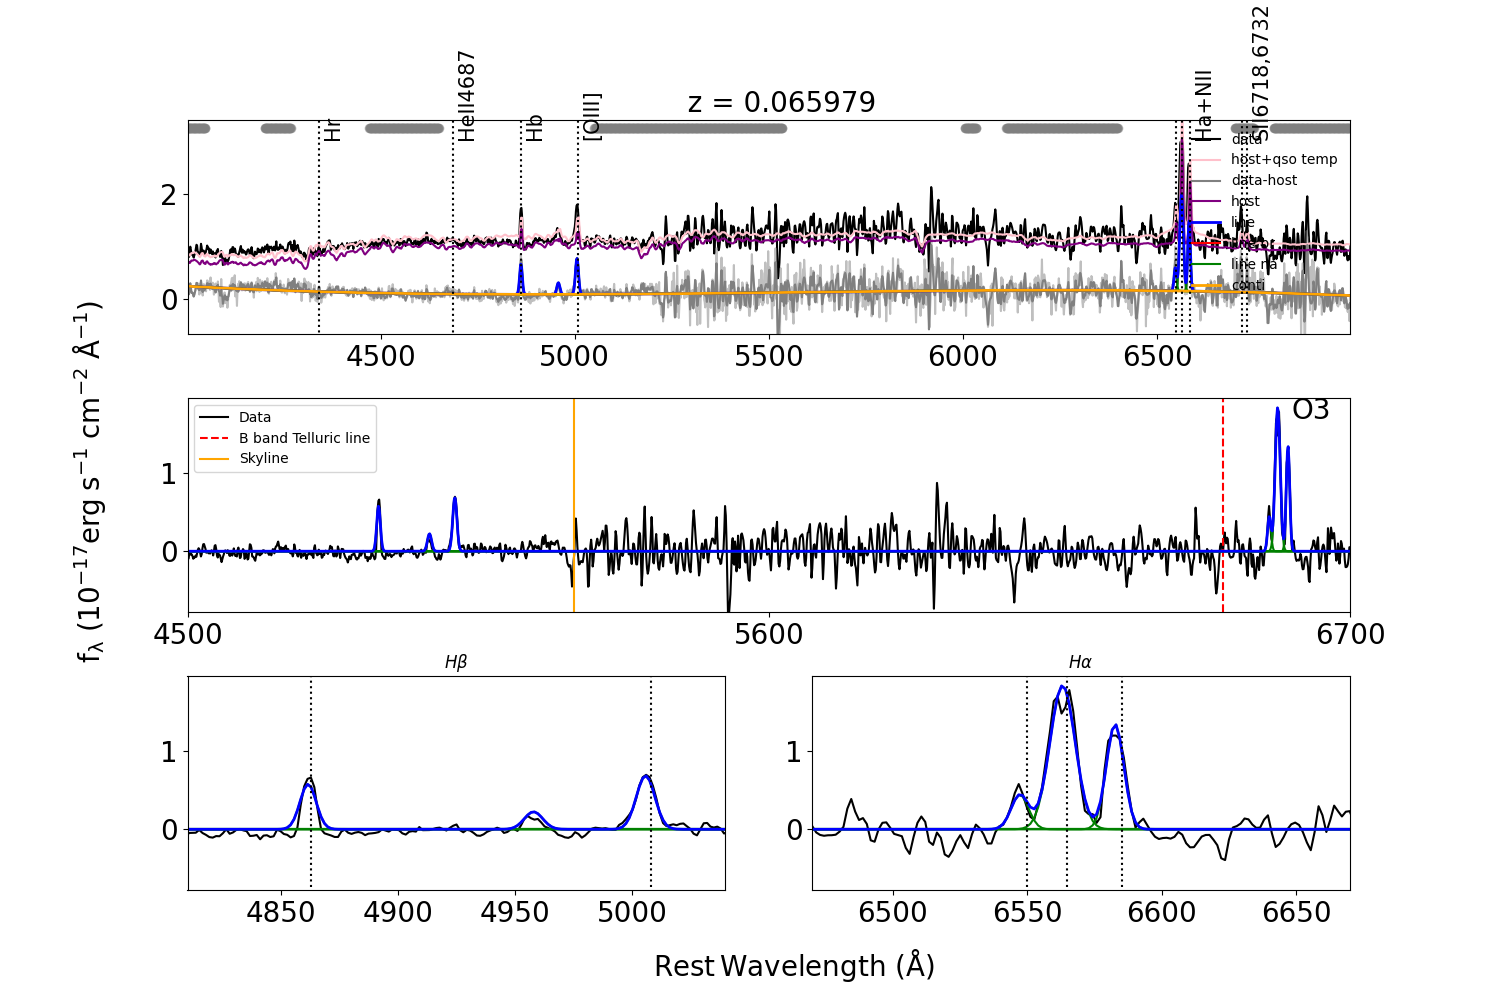 z = 0.065979
Hr
HeII4687
Hb
[OIII]
Ha+NII
SII6718,6732
data
host+qso temp
data-host
host
line
line na
conti
2
0
4500 5000 5500 6000 6500
Data
B band Telluric line
Skyline
O3
1
0
4500 5600 6700
fλ (10⁻¹⁷erg s⁻¹ cm⁻² Å⁻¹)
Hβ
1
0
4850 4900 4950 5000
Hα
1
0
6500 6550 6600 6650
Rest Wavelength (Å)